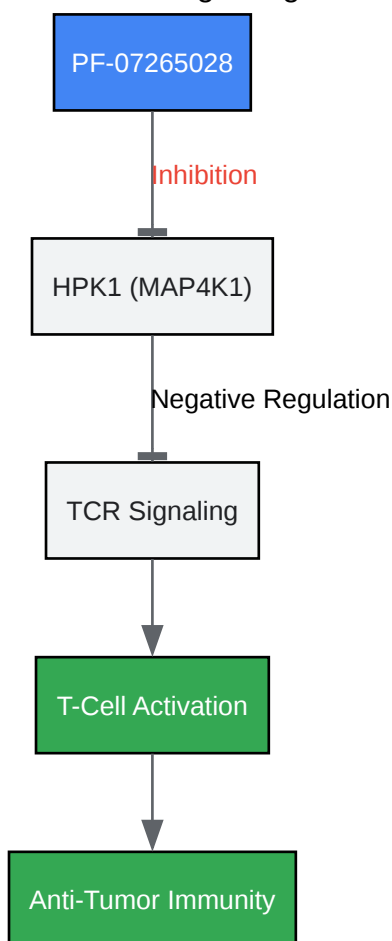 PF-07265028
Inhibition
HPK1 (MAP4K1)
Negative Regulation
TCR Signaling
T-Cell Activation
Anti-Tumor Immunity